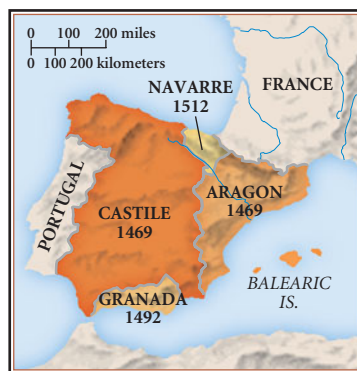 0 100 200 miles
0 100 200 kilometers
NAVARRE
1512
FRANCE
PORTUGAL
CASTILE
1469
ARAGON
1469
BALEARIC
IS.
GRANADA
1492